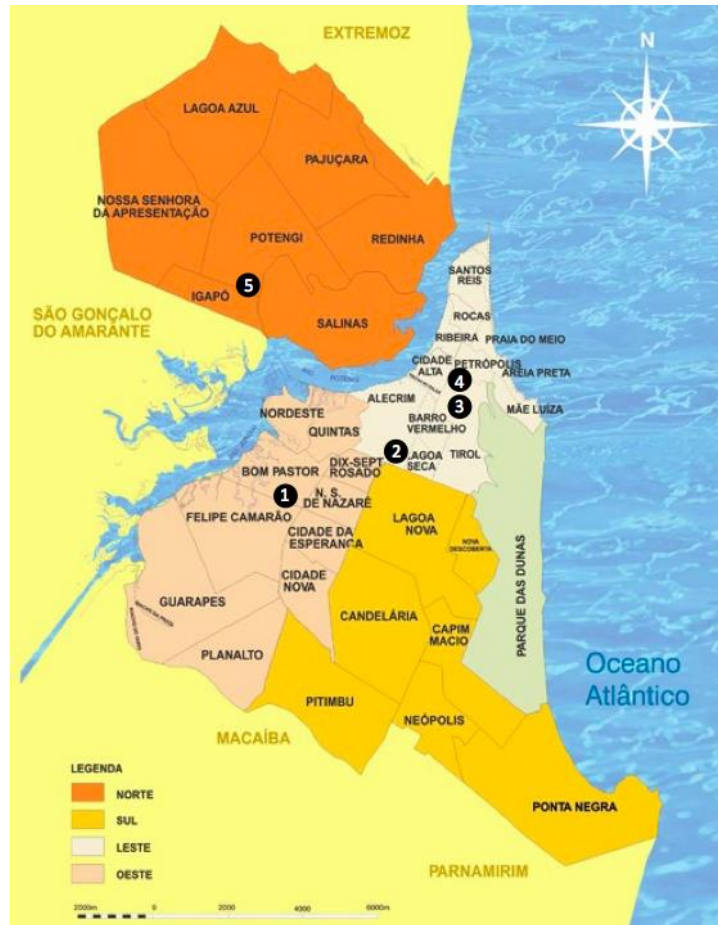 EXTREMOZ
N
LAGOA AZUL
PAJUÇARA
NOSSA SENHORA
DA APRESENTAÇÃO
POTENGI
REDINHA
SANTOS
REIS
5
IGAPÓ
SÃO GONÇALO
DO AMARANTE
SALINAS
ROCAS
RIBEIRA
PRAIA DO MEIO
CIDADE
ALTA
PETRÓPOLIS
AREIA PRETA
4
ALECRIM
3
MÃE LUÍZA
NORDESTE
BARRO
VERMELHO
QUINTAS
2
LAGOA
SECA
TIROL
DIX-SEPT
ROSADO
BOM PASTOR
1
N. S.
DE NAZARÉ
FELIPE CAMARÃO
LAGOA
NOVA
CIDADE DA
ESPERANÇA
NOVA
DESCOBERTA
CIDADE
NOVA
GUARAPES
CANDELÁRIA
CAPIM
MACIO
PARQUE DAS DUNAS
PLANALTO
Oceano
Atlântico
PITIMBU
NEÓPOLIS
MACAÍBA
LEGENDA
NORTE
SUL
LESTE
OESTE
PONTA NEGRA
PARNAMIRIM
2000m 0 2000 4000 6000m